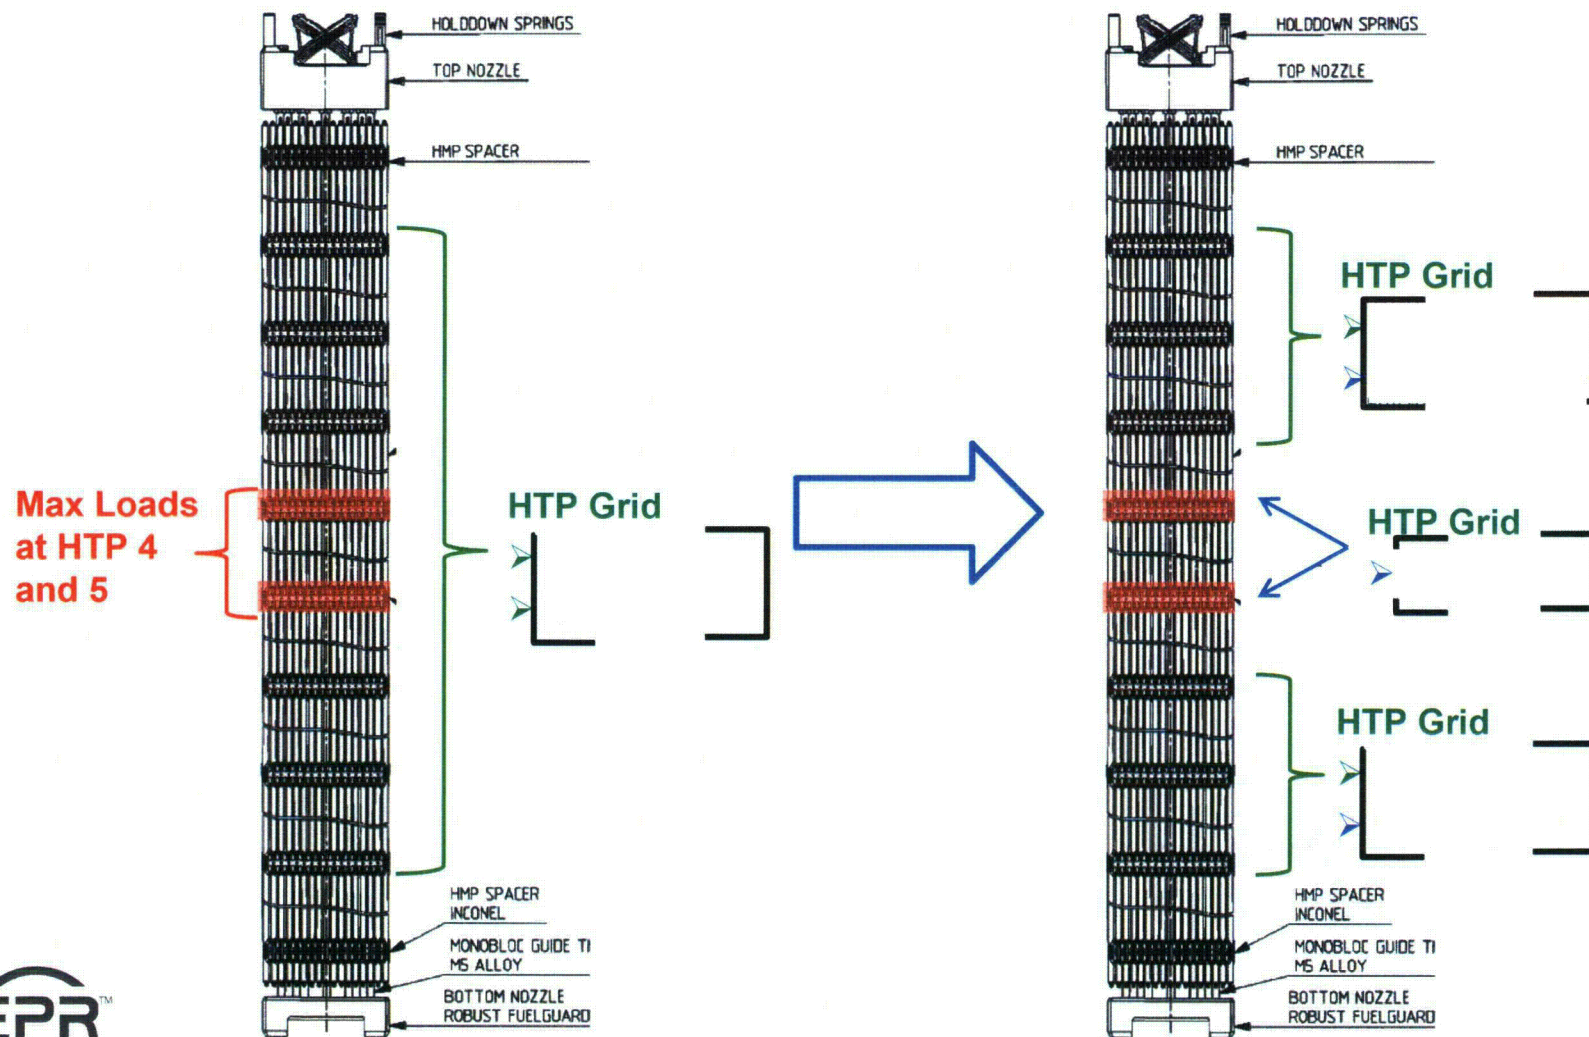 HOLDDOWN SPRINGS
TOP NOZZLE
HMP SPACER
Max Loads
at HTP 4
and 5
HTP Grid
HMP SPACER
INCONEL
MONOBLOC GUIDE TI
M5 ALLOY
BOTTOM NOZZLE
ROBUST FUELGUARD
EPR™
HOLDDOWN SPRINGS
TOP NOZZLE
HMP SPACER
HTP Grid
HTP Grid
HTP Grid
HMP SPACER
INCONEL
MONOBLOC GUIDE TI
M5 ALLOY
BOTTOM NOZZLE
ROBUST FUELGUARD